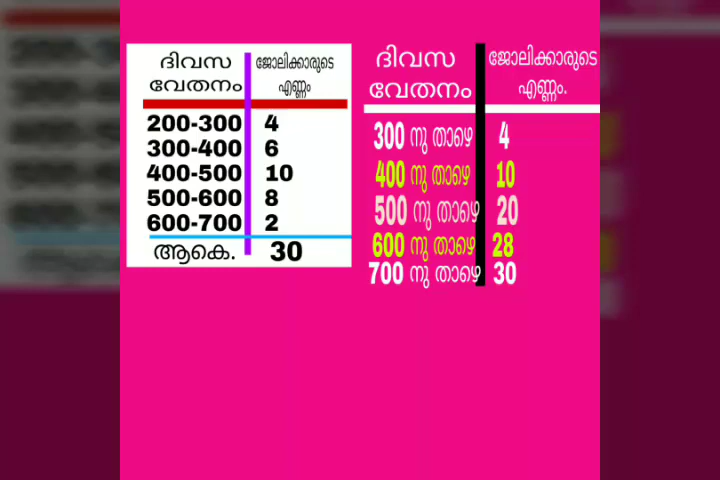 ദിവസ
വേതനം
ജോലിക്കാരുടെ
എണ്ണം
200-300 4
300-400 6
400-500 10
500-600 8
600-700 2
ആകെ. 30
ദിവസ
വേതനം
ജോലിക്കാരുടെ
എണ്ണം.
300 നു താഴെ 4
400 നു താഴെ 10
500 നു താഴെ 20
600 നു താഴെ 28
700 നു താഴെ 30